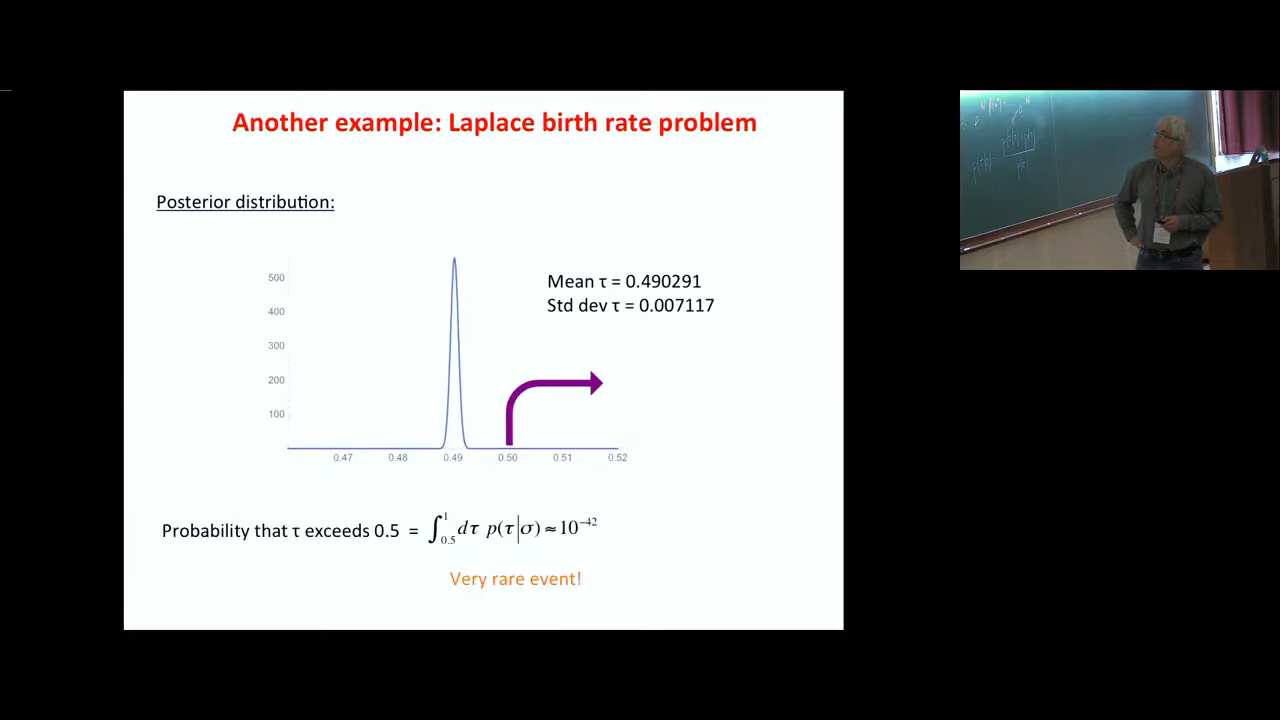 Another example: Laplace birth rate problem
Posterior distribution:
500
400
300
200
100
0.47 0.48 0.49 0.50 0.51 0.52
Mean τ = 0.490291
Std dev τ = 0.007117
Probability that τ exceeds 0.5 = ∫_{0.5}^{1} dτ p(τ|σ) ≈ 10^{-42}
Very rare event!